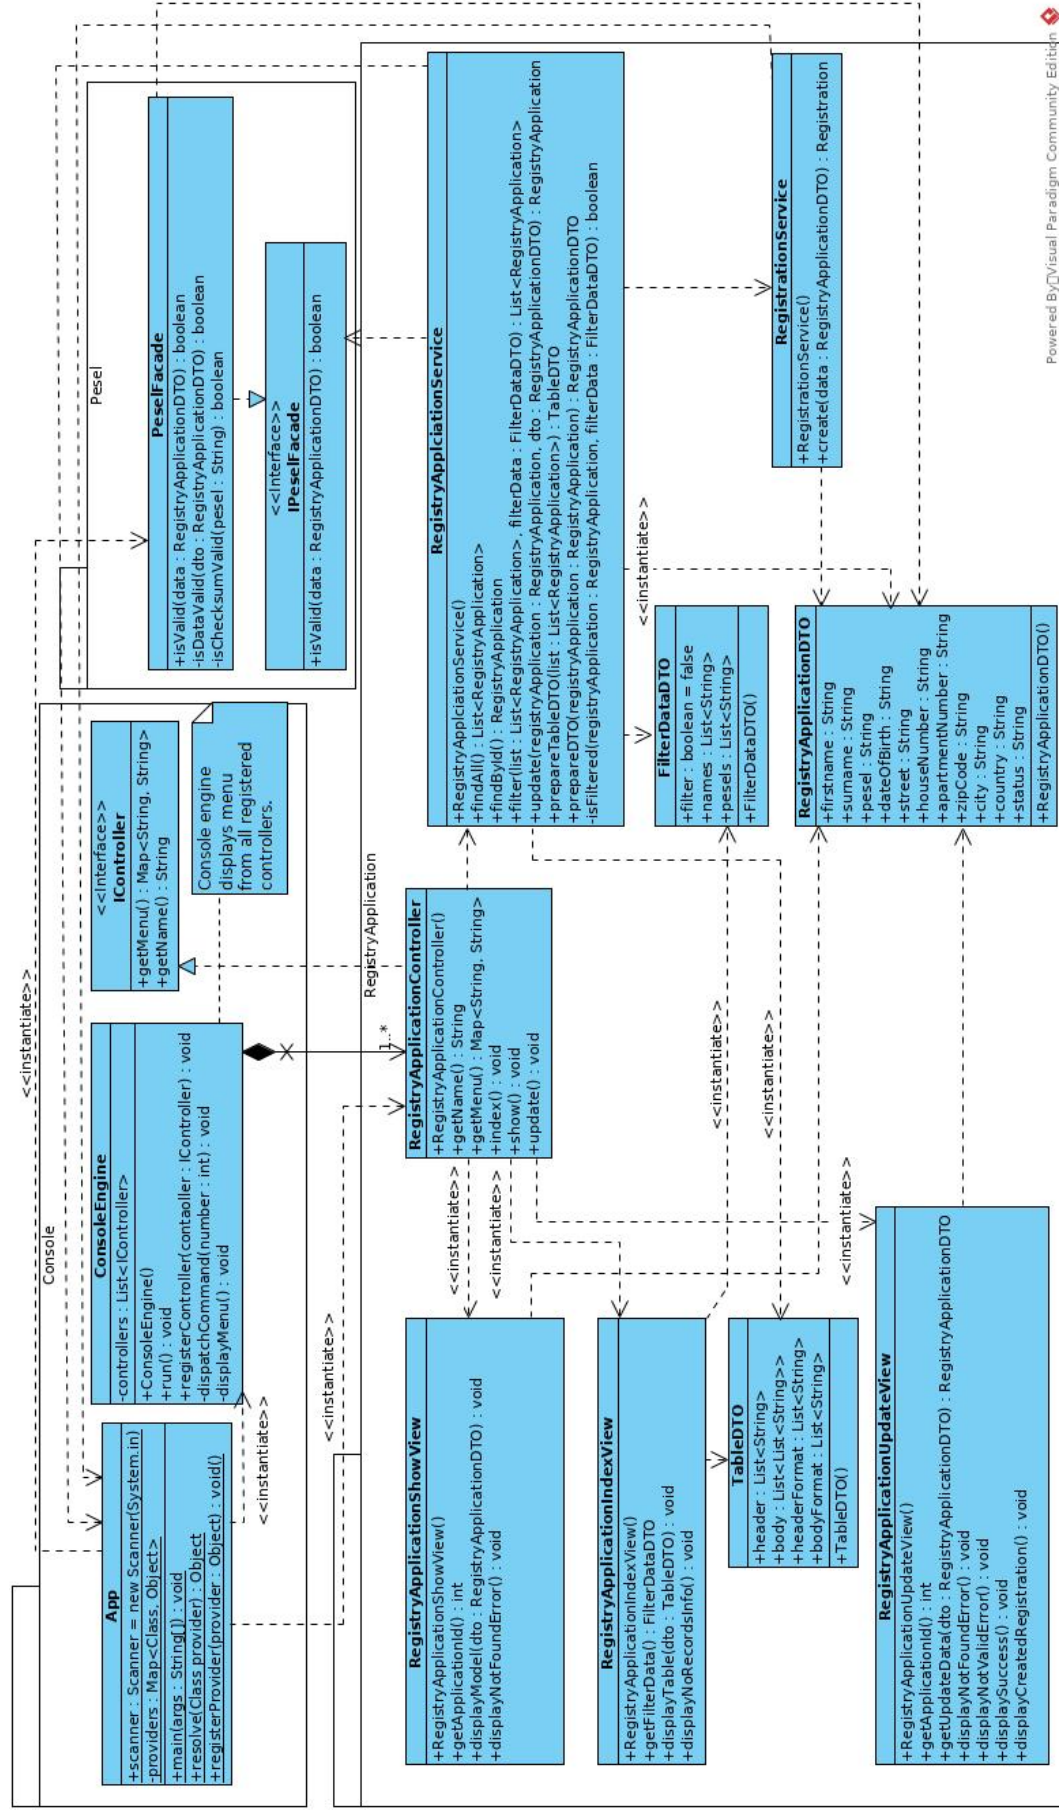 Console
App
+scanner : Scanner = new Scanner(System.in)
-providers : Map<Class, Object>
+main(args : String[]) : void
+resolve(Class provider) : Object
+registerProvider(provider : Object) : void()
ConsoleEngine
-controllers : List<IController>
+ConsoleEngine()
+run() : void
+registerController(contaoller : IController) : void
-dispatchCommand(number : int) : void
-displayMenu() : void
<<Interface>>
IController
+getMenu() : Map<String, String>
+getName() : String
Console engine
displays menu
from all registered
controllers.
<<instantiate>>
<<instantiate>>
<<instantiate>>
Pesel
PeselFacade
+isValid(data : RegistryApplicationDTO) : boolean
-isDataValid(dto : RegistryApplicationDTO) : boolean
-isChecksumValid(pesel : String) : boolean
<<Interface>>
IPeselFacade
+isValid(data : RegistryApplicationDTO) : boolean
RegistryApplication
1..*
RegistryApplicationShowView
+RegistryApplicationShowView()
+getApplicationId() : int
+displayModel(dto : RegistryApplicationDTO) : void
+displayNotFoundError() : void
<<instantiate>>
<<instantiate>>
RegistryApplicationController
+RegistryApplicationController()
+getName() : String
+getMenu() : Map<String, String>
+index() : void
+show() : void
+update() : void
RegistryApplciationService
+RegistryApplciationService()
+findAll() : List<RegistryApplication>
+findById() : RegistryApplication
+filter(list : List<RegistryApplication>, filterData : FilterDataDTO) : List<RegistryApplication>
+update(registryApplication : RegistryApplication, dto : RegistryApplicationDTO) : RegistryApplication
+prepareTableDTO(list : List<RegistryApplication>) : TableDTO
+prepareDTO(registryApplication : RegistryApplication) : RegistryApplicationDTO
-isFiltered(registryApplication : RegistryApplication, filterData : FilterDataDTO) : boolean
RegistryApplicationIndexView
+RegistryApplicationIndexView()
+getFilterData() : FilterDataDTO
+displayTable(dto : TableDTO) : void
+displayNoRecordsInfo() : void
<<instantiate>>
FilterDataDTO
+filter : boolean = false
+names : List<String>
+pesels : List<String>
+FilterDataDTO()
<<instantiate>>
<<instantiate>>
TableDTO
+header : List<String>
+body : List<List<String>>
+headerFormat : List<String>
+bodyFormat : List<String>
+TableDTO()
RegistrationService
+RegistrationService()
+create(data : RegistryApplicationDTO) : Registration
<<instantiate>>
RegistryApplicationDTO
+firstname : String
+surname : String
+pesel : String
+dateOfBirth : String
+street : String
+houseNumber : String
+apartmentNumber : String
+zipCode : String
+city : String
+country : String
+status : String
+RegistryApplicationDTO()
RegistryApplicationUpdateView
+RegistryApplicationUpdateView()
+getApplicationId() : int
+getUpdateData(dto : RegistryApplicationDTO) : RegistryApplicationDTO
+displayNotFoundError() : void
+displayNotValidError() : void
+displaySuccess() : void
+displayCreatedRegistration() : void
Powered By Visual Paradigm Community Edition